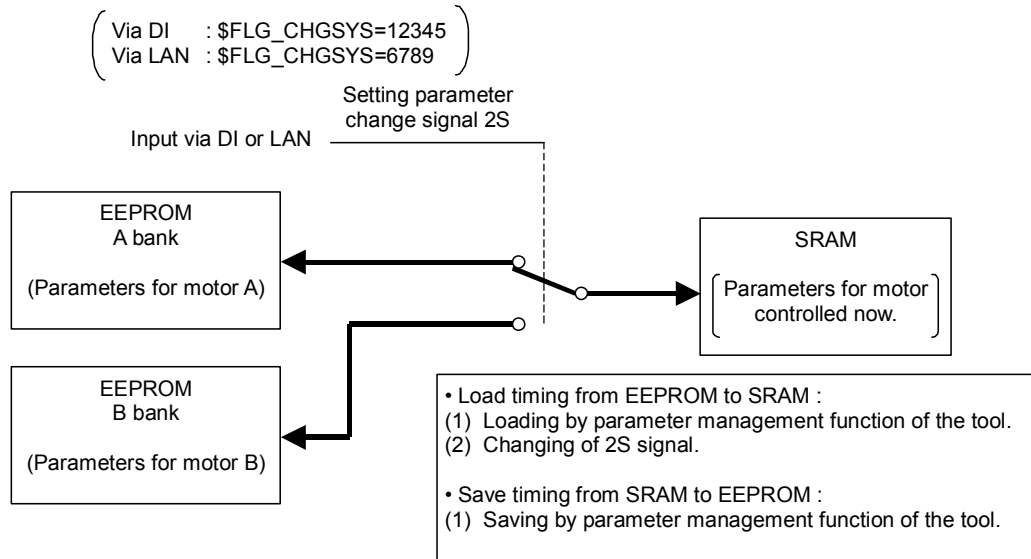 Via DI : $FLG_CHGSYS=12345
Via LAN : $FLG_CHGSYS=6789
Setting parameter
change signal 2S
Input via DI or LAN
EEPROM
A bank
(Parameters for motor A)
SRAM
Parameters for motor
controlled now.
EEPROM
B bank
(Parameters for motor B)
• Load timing from EEPROM to SRAM :
(1) Loading by parameter management function of the tool.
(2) Changing of 2S signal.
• Save timing from SRAM to EEPROM :
(1) Saving by parameter management function of the tool.